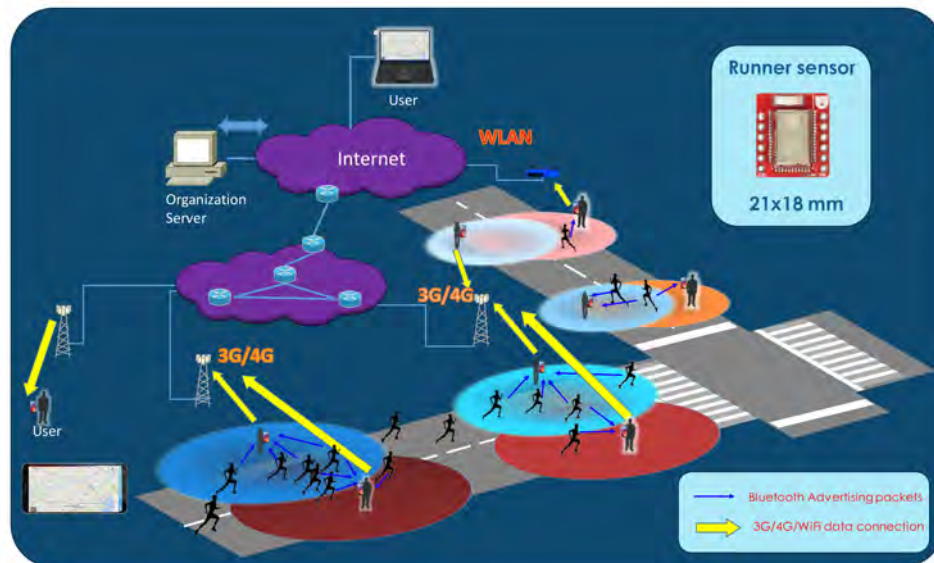 User
Runner sensor
21x18 mm
WLAN
Internet
Organization
Server
3G/4G
3G/4G
User
Bluetooth Advertising packets
3G/4G/WiFi data connection